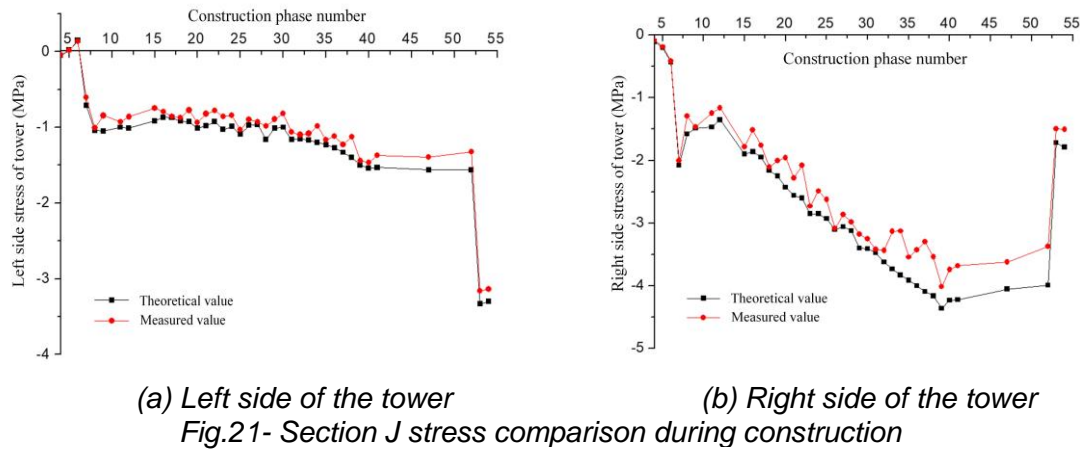 Construction phase number
5 10 15 20 25 30 35 40 45 50 55
0
-1
-2
-3
-4
Left side stress of tower (MPa)
Theoretical value
Measured value
5 10 15 20 25 30 35 40 45 50 55
Construction phase number
0
-1
-2
-3
-4
-5
Right side stress of tower (MPa)
Theoretical value
Measured value
(a) Left side of the tower
(b) Right side of the tower
Fig.21- Section J stress comparison during construction